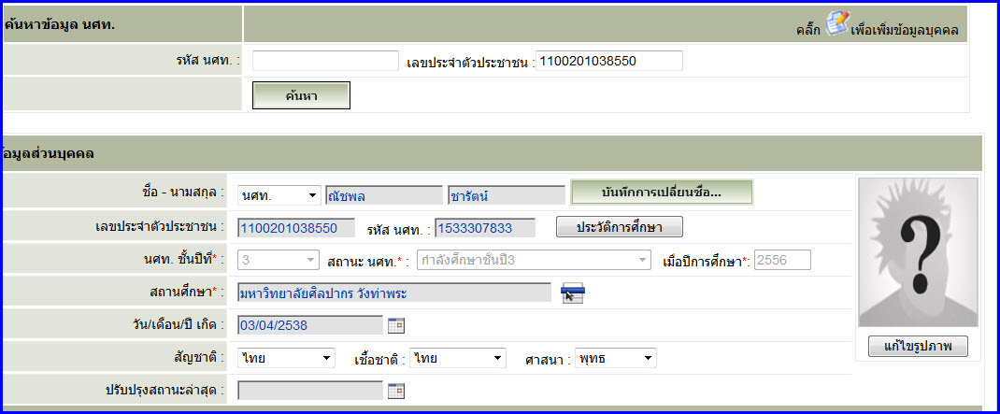 ค้นหาข้อมูล นศท.
คลิ๊ก เพื่อเพิ่มข้อมูลบุคคล
รหัส นศท. : เลขประจำตัวประชาชน : 1100201038550
ค้นหา
ข้อมูลส่วนบุคคล
ชื่อ - นามสกุล : นศท. ณัชพล ชารัตน์ บันทึกการเปลี่ยนชื่อ...
เลขประจำตัวประชาชน : 1100201038550 รหัส นศท. : 1533307833 ประวัติการศึกษา
นศท. ชั้นปีที่* : 3 สถานะ นศท.* : กำลังศึกษาชั้นปี3 เมื่อปีการศึกษา*: 2556
สถานศึกษา* : มหาวิทยาลัยศิลปากร วังท่าพระ
วัน/เดือน/ปี เกิด : 03/04/2538
สัญชาติ : ไทย เชื้อชาติ : ไทย ศาสนา : พุทธ
แก้ไขรูปภาพ
ปรับปรุงสถานะล่าสุด :